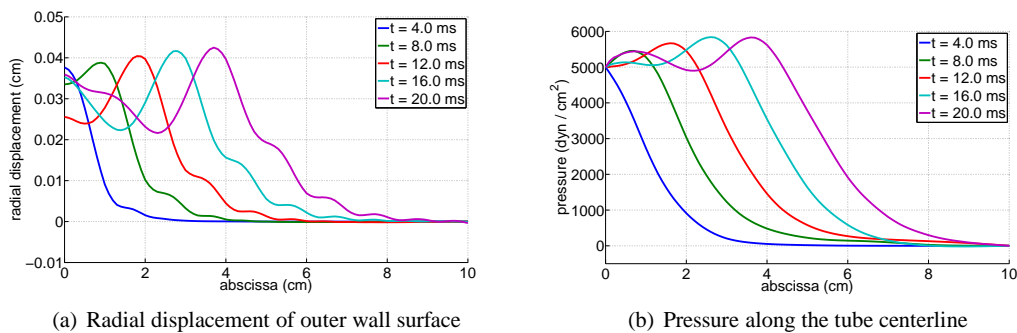 0.05
0.04
0.03
0.02
0.01
0
−0.01
radial displacement (cm)
0 2 4 6 8 10
abscissa (cm)
t = 4.0 ms
t = 8.0 ms
t = 12.0 ms
t = 16.0 ms
t = 20.0 ms
(a) Radial displacement of outer wall surface
6000
5000
4000
3000
2000
1000
0
pressure (dyn / cm²)
0 2 4 6 8 10
abscissa (cm)
t = 4.0 ms
t = 8.0 ms
t = 12.0 ms
t = 16.0 ms
t = 20.0 ms
(b) Pressure along the tube centerline